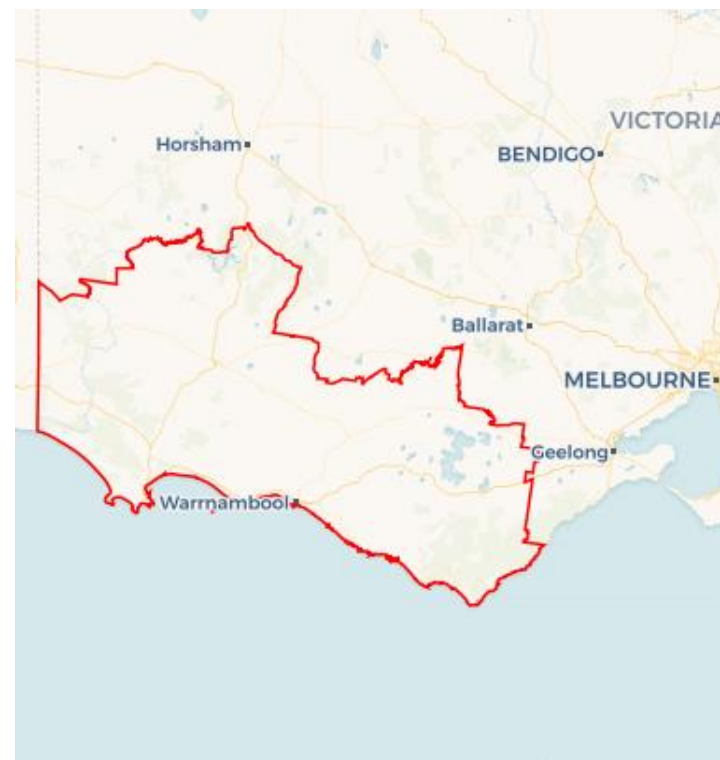 VICTORIA
Horsham
BENDIGO
Ballarat
MELBOURNE
Geelong
Warrnambool